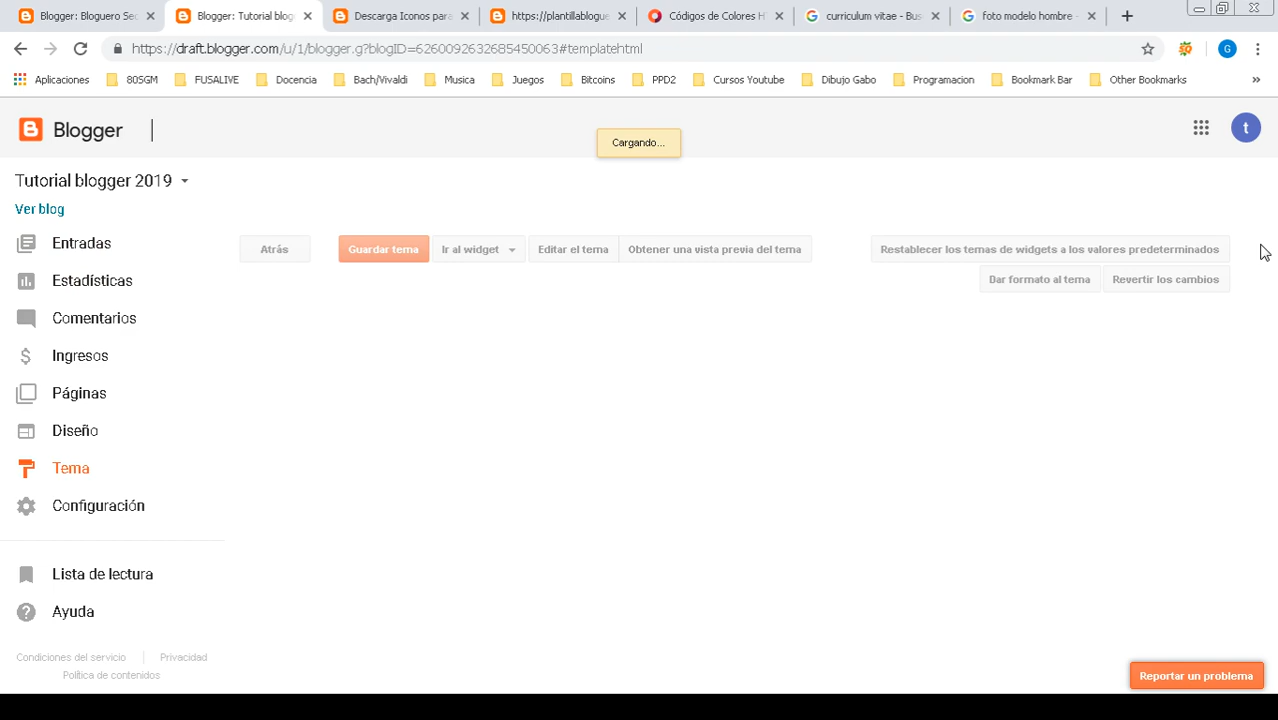 Blogger: Bloguero Sec
Blogger: Tutorial blog
Descarga Iconos para
https://plantillablogue
Códigos de Colores H
curriculum vitae - Bus
foto modelo hombre -
https://draft.blogger.com/u/1/blogger.g?blogID=6260092632685450063#templatehtml
G
Aplicaciones
80SGM
FUSALIVE
Docencia
Bach/Vivaldi
Musica
Juegos
Bitcoins
PPD2
Cursos Youtube
Dibujo Gabo
Programacion
Bookmark Bar
Other Bookmarks
Blogger
Cargando...
t
Tutorial blogger 2019
Ver blog
Entradas
Estadísticas
Comentarios
Ingresos
Páginas
Diseño
Tema
Configuración
Lista de lectura
Ayuda
Condiciones del servicio
Privacidad
Política de contenidos
Atrás
Guardar tema
Ir al widget
Editar el tema
Obtener una vista previa del tema
Restablecer los temas de widgets a los valores predeterminados
Dar formato al tema
Revertir los cambios
Reportar un problema